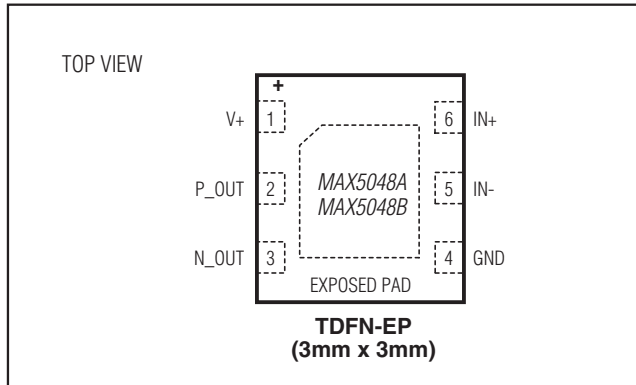 TOP VIEW
+
V+ 1 6 IN+
P_OUT 2 MAX5048A 5 IN-
MAX5048B
N_OUT 3 4 GND
EXPOSED PAD
TDFN-EP
(3mm x 3mm)